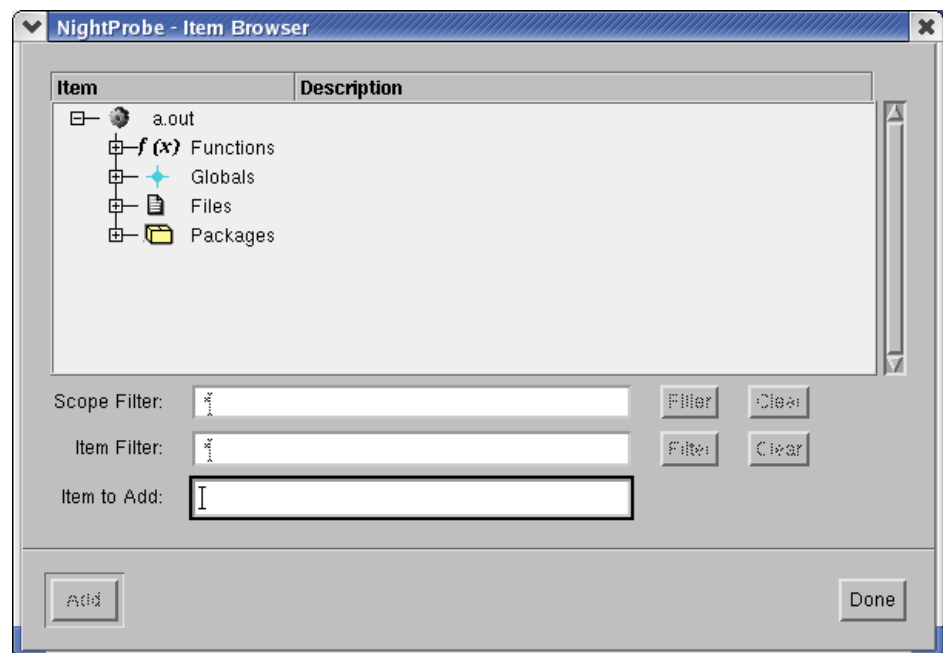 NightProbe - Item Browser
Item Description
a.out
f (x) Functions
Globals
Files
Packages
Scope Filter: * Filter Clear
Item Filter: * Filter Clear
Item to Add:
Add Done